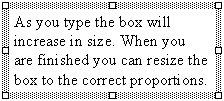 As you type the box will
increase in size. When you
are finished you can resize the
box to the correct proportions.